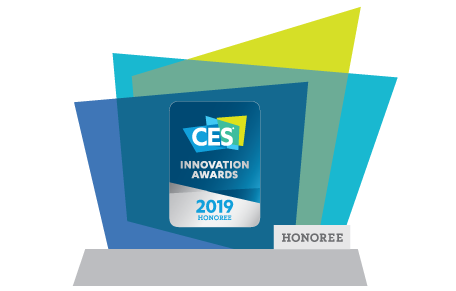 CES
INNOVATION
AWARDS
2019
HONOREE
HONOREE